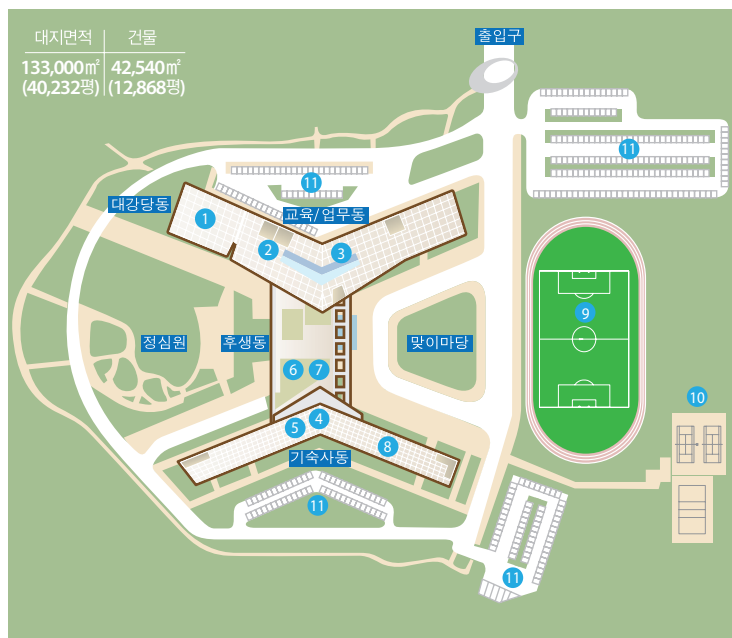 대지면적 건물
133,000㎡ 42,540㎡
(40,232평) (12,868평)
출입구
11
11
대강당동
1
교육/업무동
2
3
정심원
후생동
맞이마당
9
6
7
10
5
4
8
기숙사동
11
11